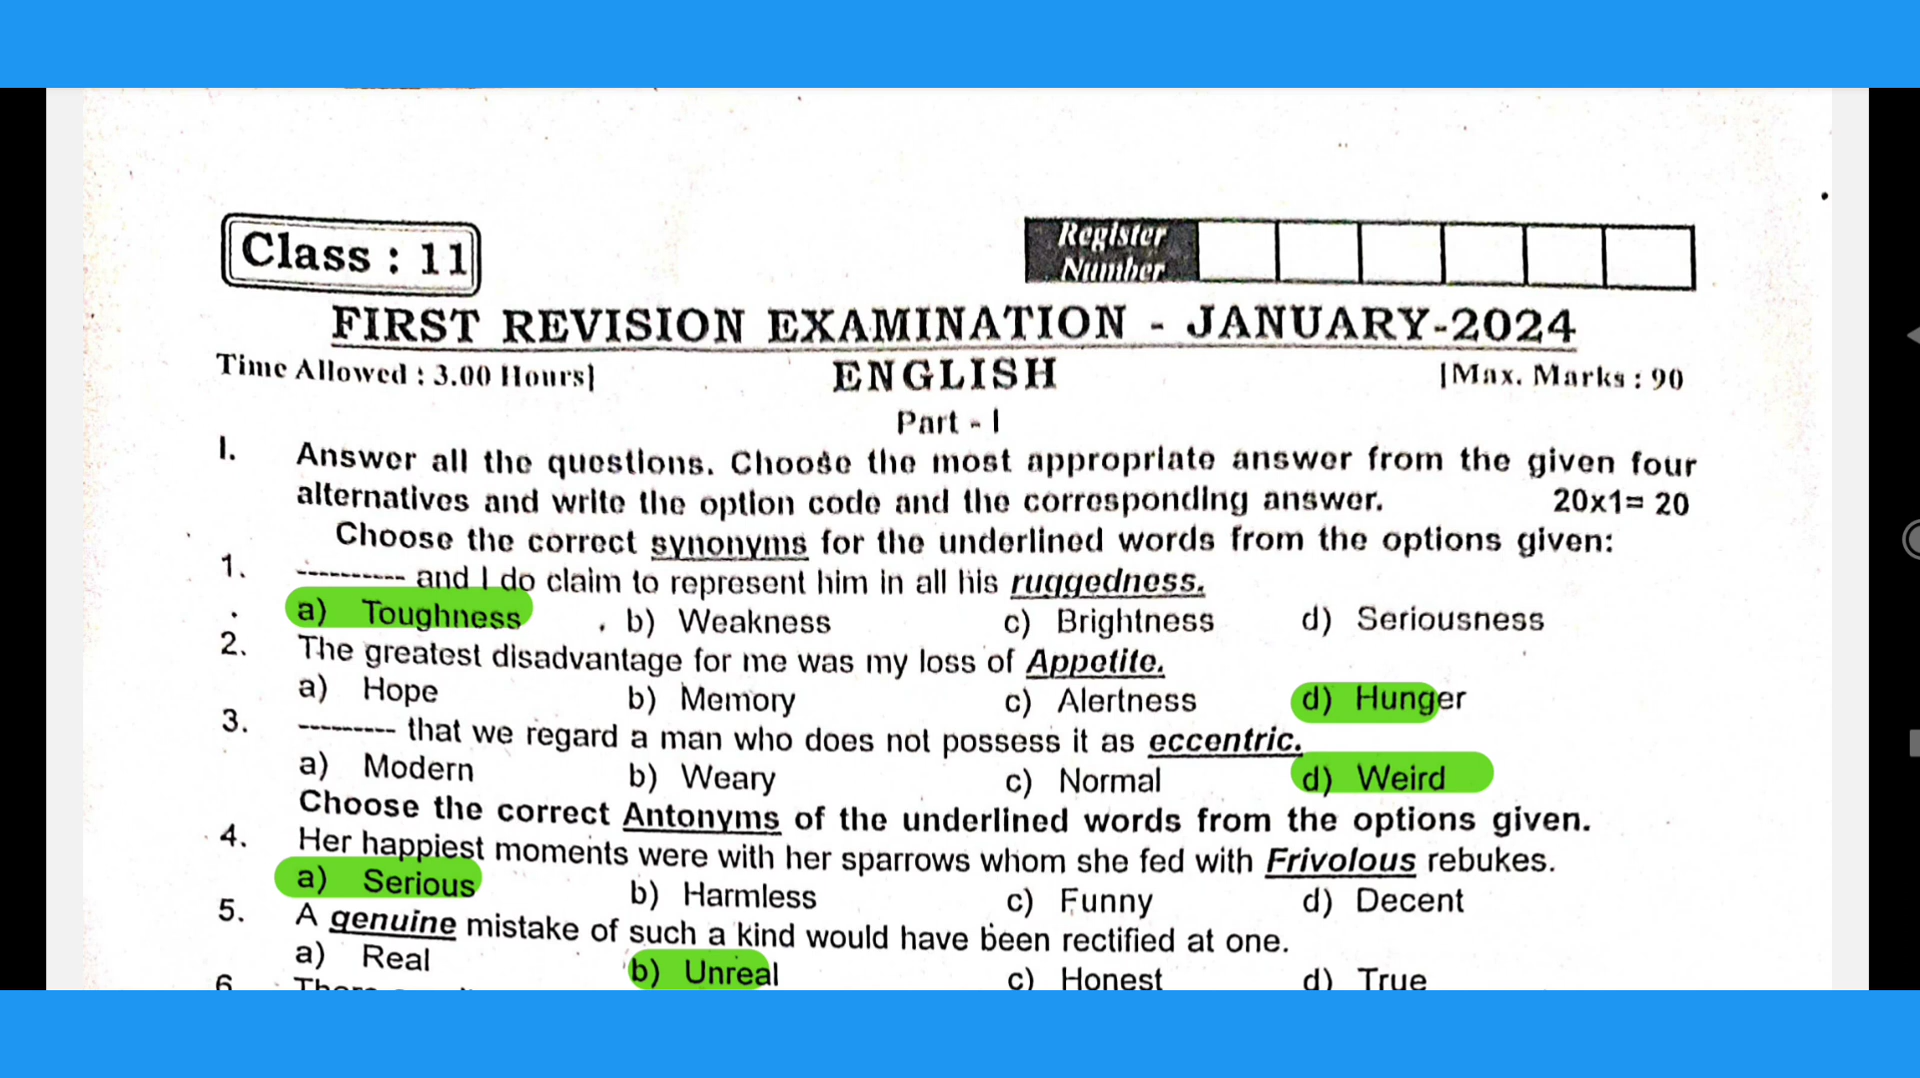 Class : 11
Register
Number
FIRST REVISION EXAMINATION - JANUARY-2024
Time Allowed : 3.00 Hours]
ENGLISH
[Max. Marks : 90
Part - I
I. Answer all the questions. Choose the most appropriate answer from the given four
alternatives and write the option code and the corresponding answer. 20x1= 20
Choose the correct synonyms for the underlined words from the options given:
1. ---------- and I do claim to represent him in all his ruggedness.
a) Toughness b) Weakness c) Brightness d) Seriousness
2. The greatest disadvantage for me was my loss of Appetite.
a) Hope b) Memory c) Alertness d) Hunger
3. --------- that we regard a man who does not possess it as eccentric.
a) Modern b) Weary c) Normal d) Weird
Choose the correct Antonyms of the underlined words from the options given.
4. Her happiest moments were with her sparrows whom she fed with Frivolous rebukes.
a) Serious b) Harmless c) Funny d) Decent
5. A genuine mistake of such a kind would have been rectified at one.
a) Real b) Unreal c) Honest d) True
6.